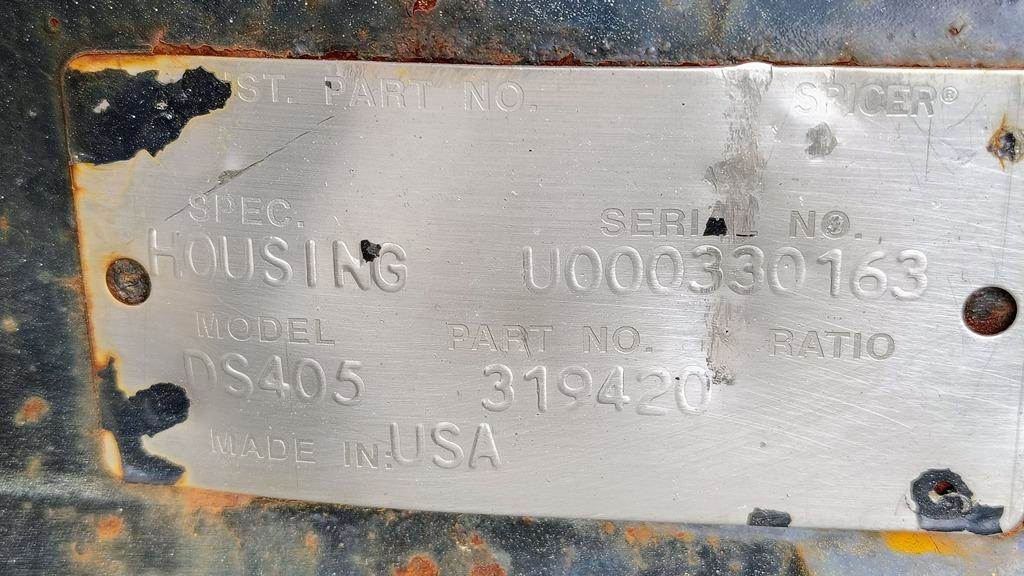 ST. PART NO. SPICER®
SPEC. SERIAL NO.
HOUSING U000330163
MODEL PART NO. RATIO
DS405 319420
MADE IN: USA